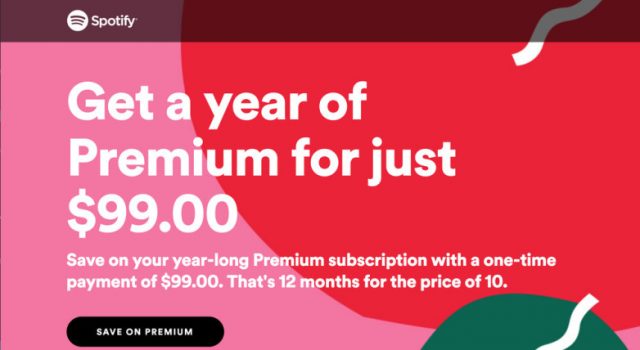 Spotify
Get a year of
Premium for just
$99.00
Save on your year-long Premium subscription with a one-time
payment of $99.00. That's 12 months for the price of 10.
SAVE ON PREMIUM